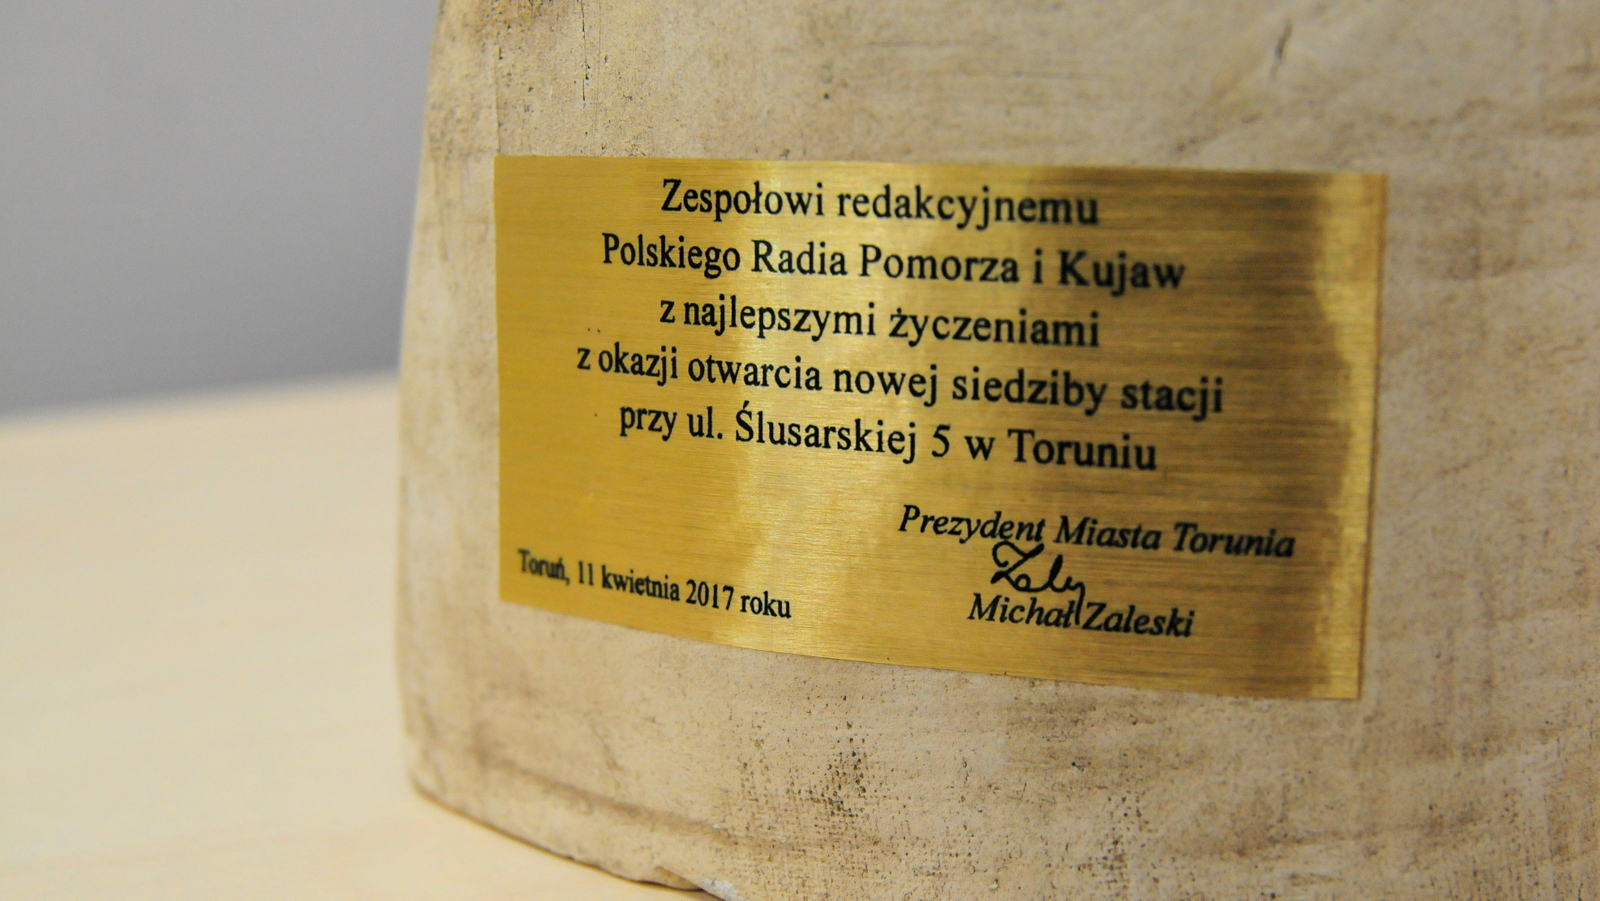 Zespołowi redakcyjnemu
Polskiego Radia Pomorza i Kujaw
z najlepszymi życzeniami
z okazji otwarcia nowej siedziby stacji
przy ul. Ślusarskiej 5 w Toruniu
Prezydent Miasta Torunia
Michał Zaleski
Toruń, 11 kwietnia 2017 roku